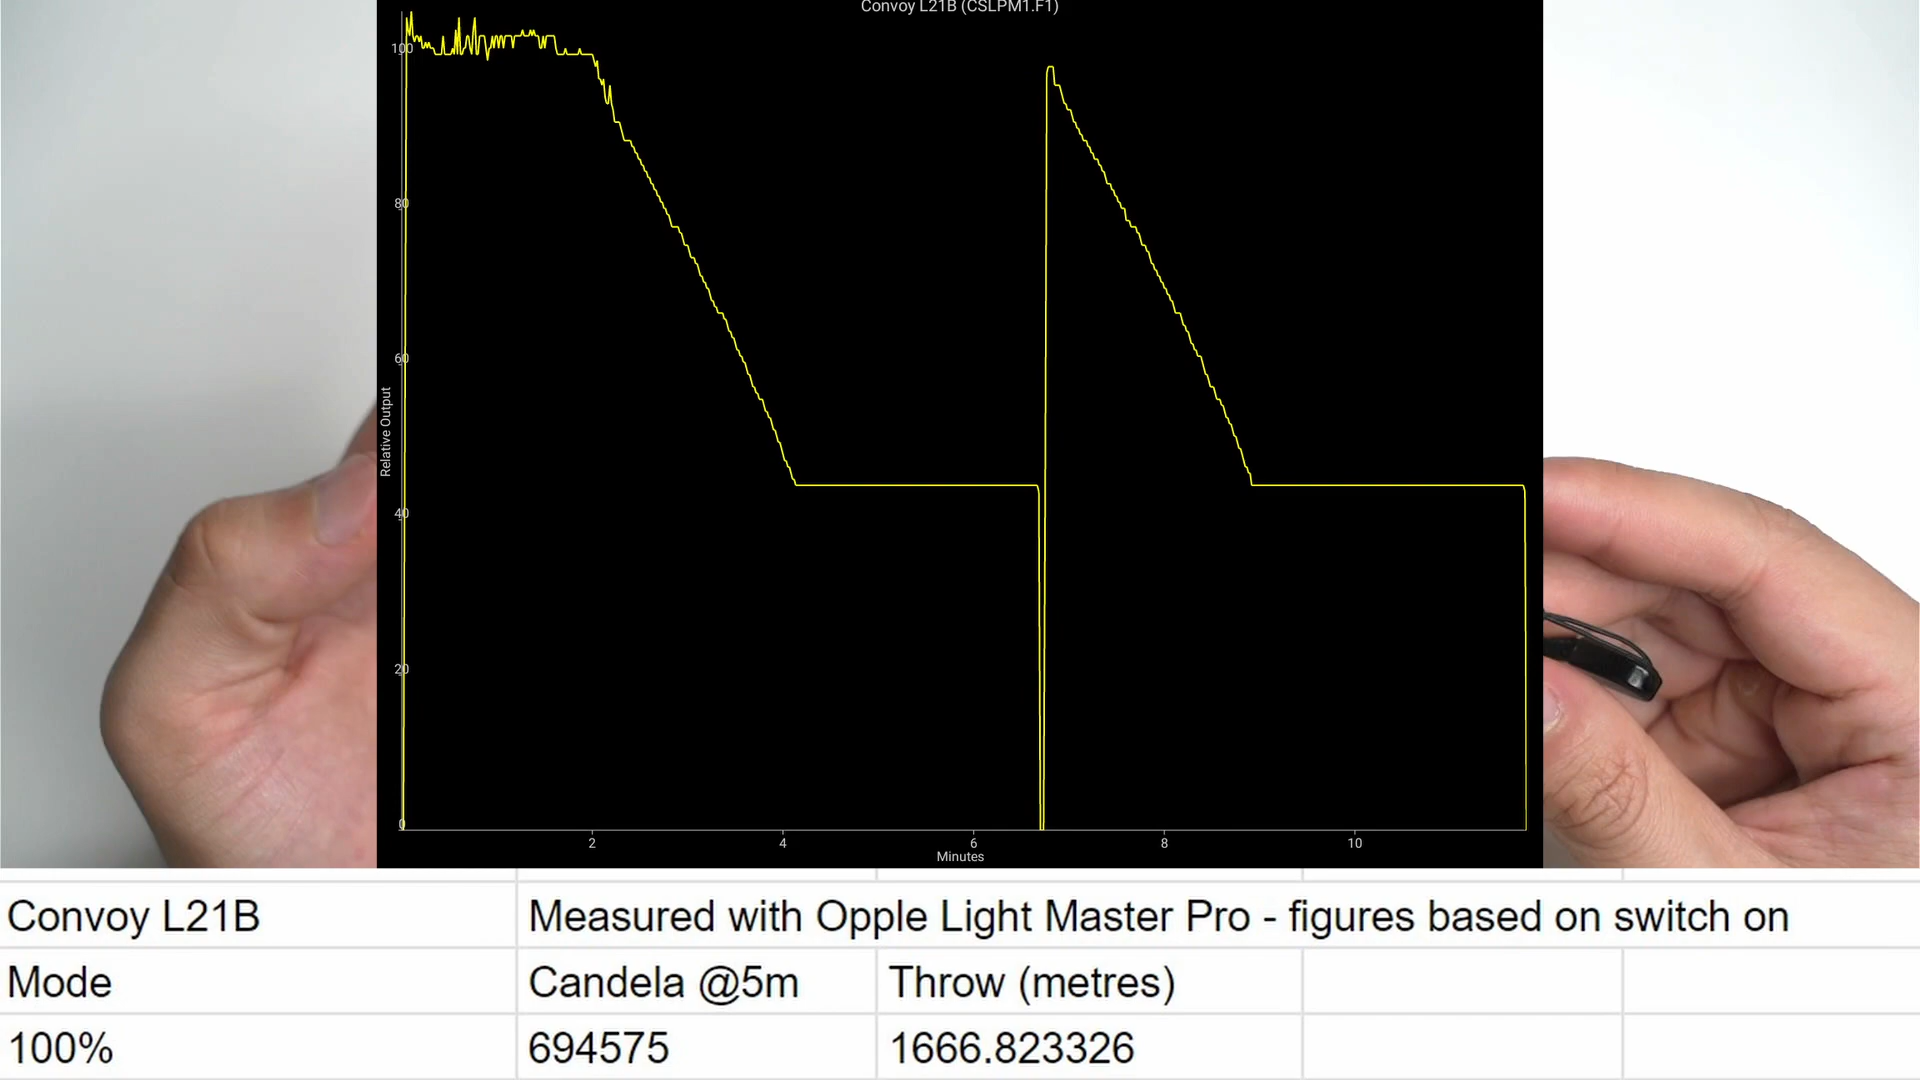 Convoy L21B (CSLPM1.F1)
100
80
60
40
20
0
Relative Output
2 4 6 8 10
Minutes
Convoy L21B Measured with Opple Light Master Pro - figures based on switch on
Mode Candela @5m Throw (metres)
100% 694575 1666.823326